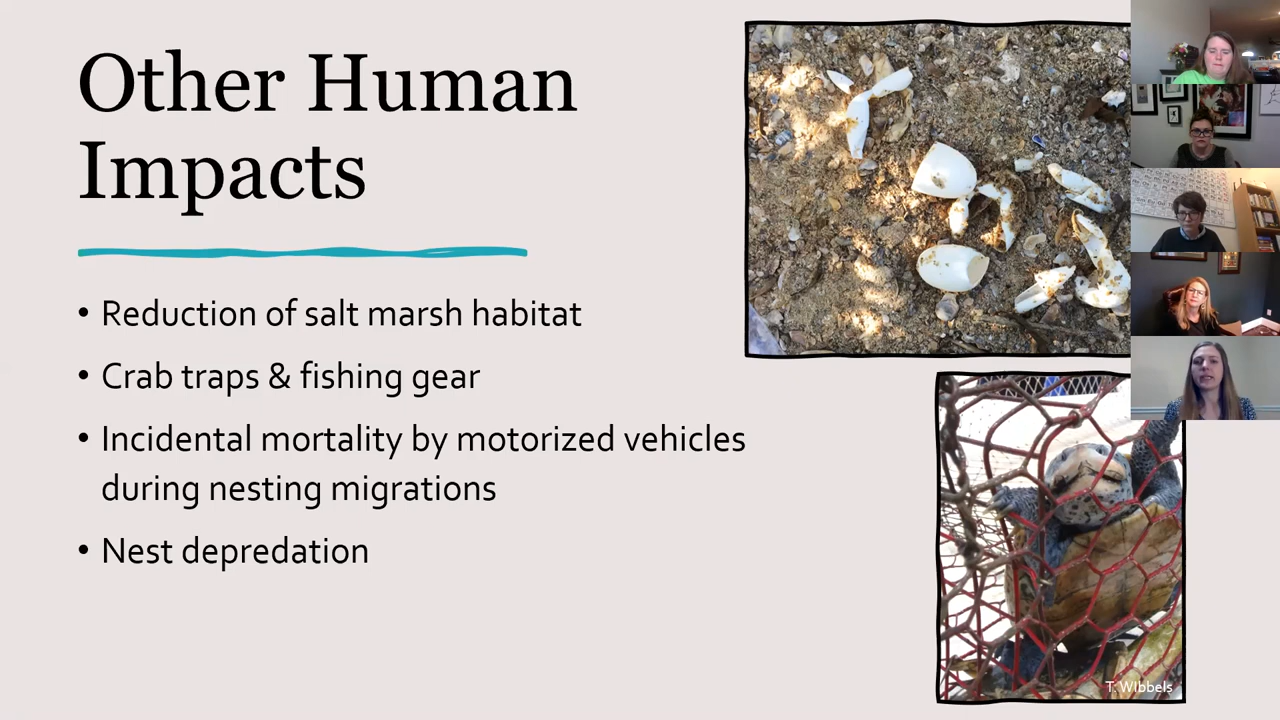 Other Human
Impacts
• Reduction of salt marsh habitat
• Crab traps & fishing gear
• Incidental mortality by motorized vehicles
during nesting migrations
• Nest depredation
T. Wibbels